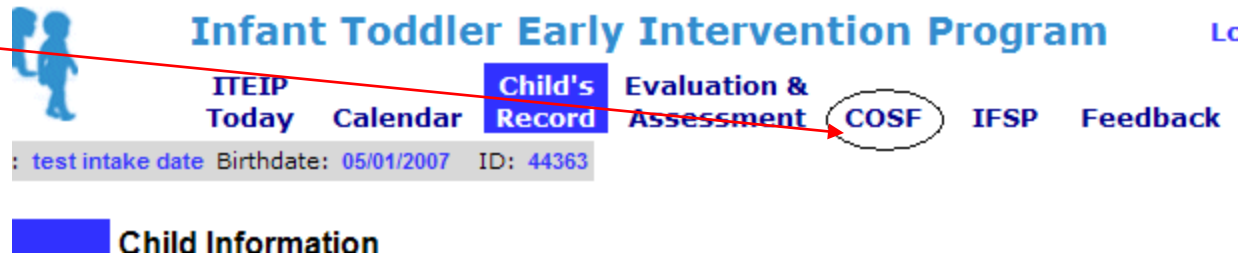 Infant Toddler Early Intervention Program Lo
ITEIP Today Calendar Child's Record Evaluation & Assessment COSF IFSP Feedback
: test intake date Birthdate: 05/01/2007 ID: 44363
Child Information